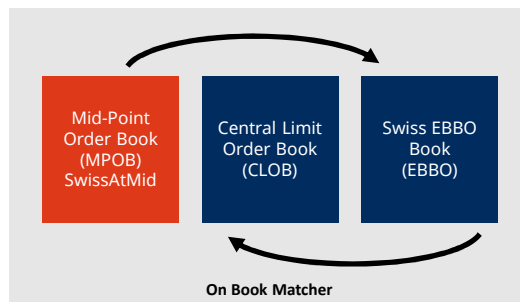 Mid-Point
Order Book
(MPOB)
SwissAtMid
Central Limit
Order Book
(CLOB)
Swiss EBBO
Book
(EBBO)
On Book Matcher